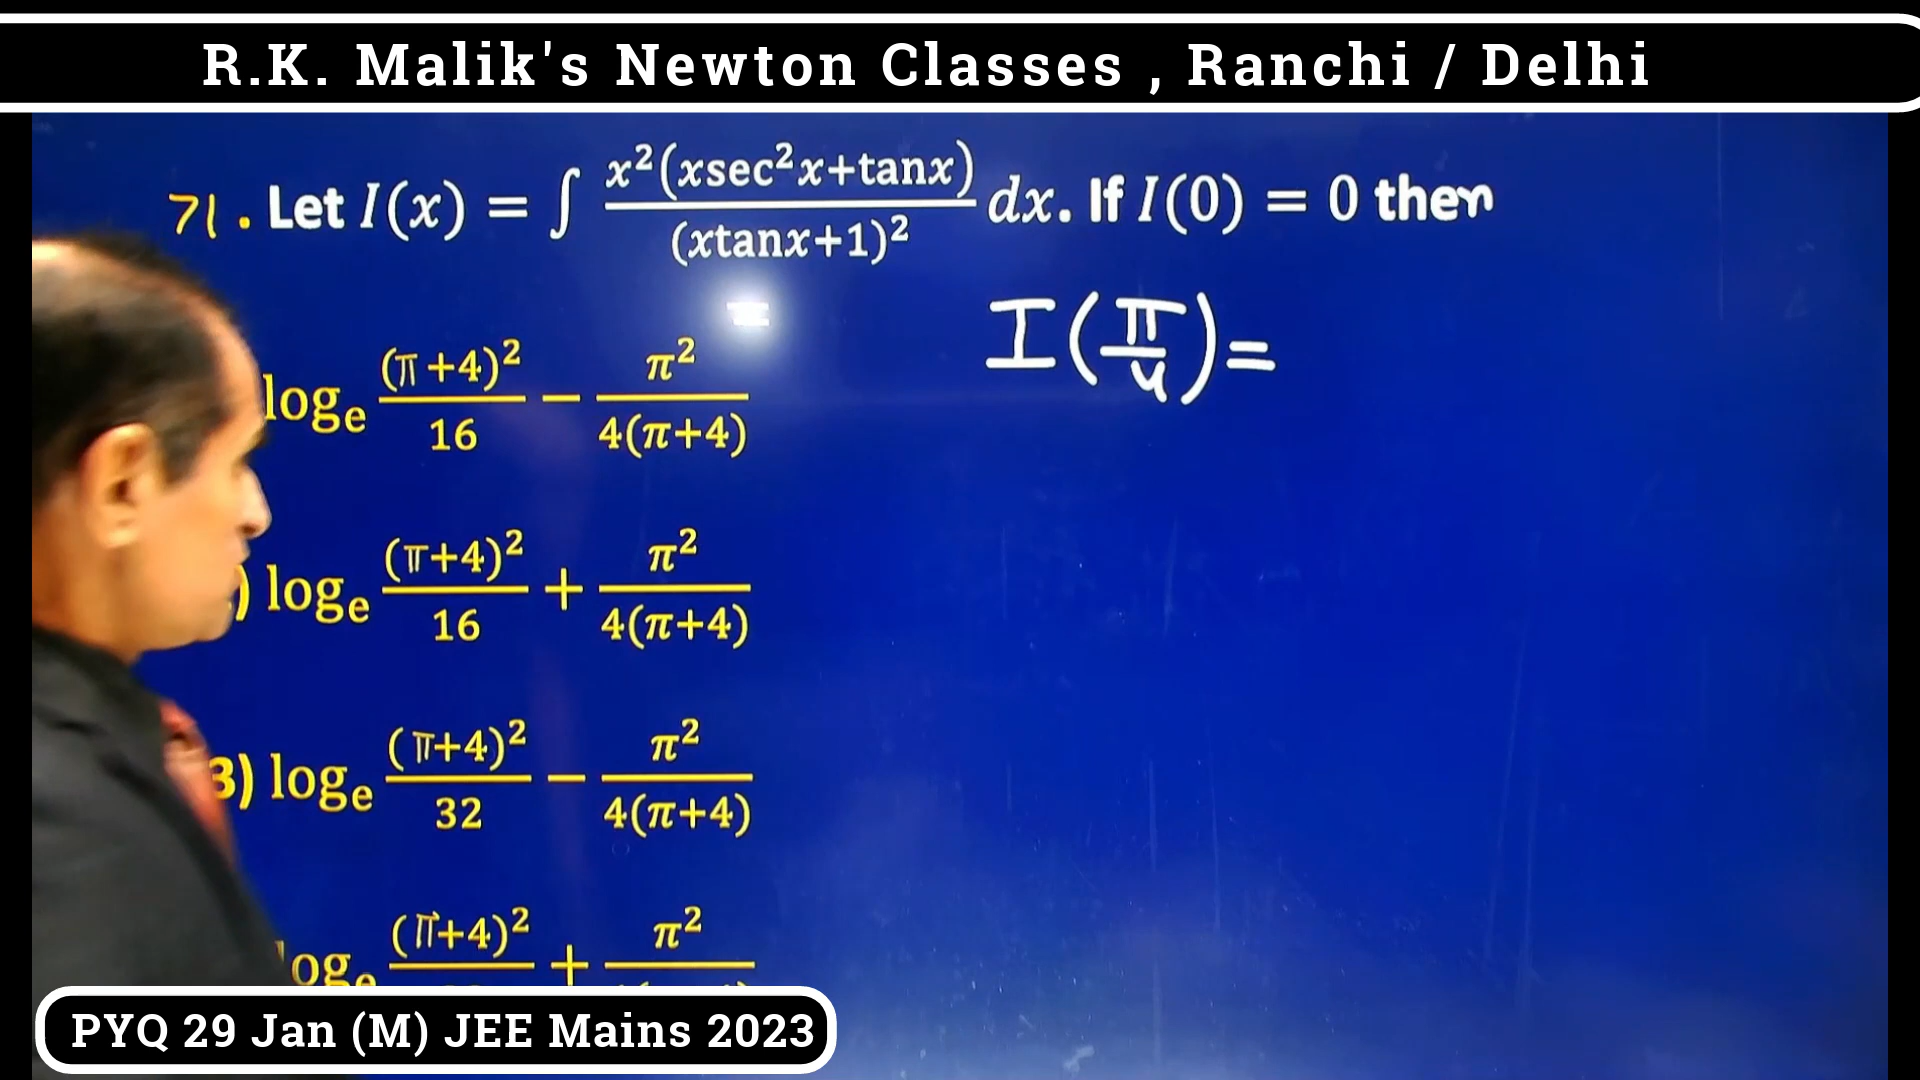 R.K. Malik's Newton Classes , Ranchi / Delhi
71. Let I(x) = ∫ x²(xsec²x+tanx)/(xtanx+1)² dx. If I(0) = 0 then
I(π/4)=
logₑ (π+4)²/16 − π²/4(π+4)
) logₑ (π+4)²/16 + π²/4(π+4)
3) logₑ (π+4)²/32 − π²/4(π+4)
logₑ (π+4)² + π²
PYQ 29 Jan (M) JEE Mains 2023